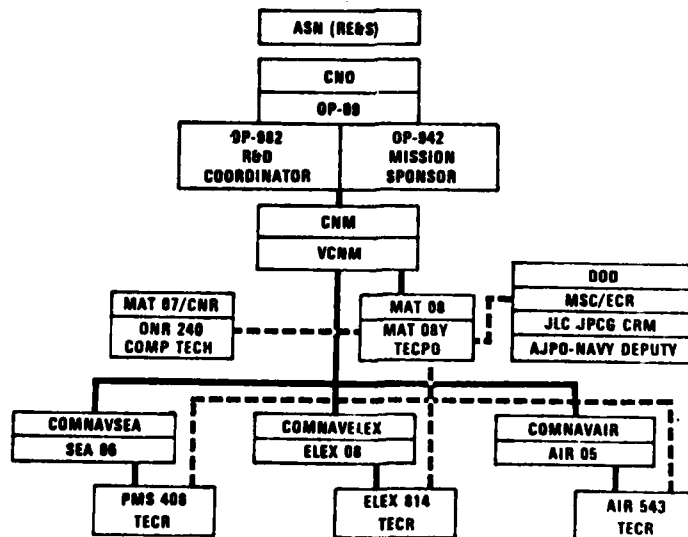 ASN (RE&S)
CNO
OP-98
OP-982
R&D
COORDINATOR
OP-942
MISSION
SPONSOR
CNM
VCNM
MAT 07/CNR
ONR 240
COMP TECH
MAT 08
MAT 08Y
TECPO
DOD
MSC/ECR
JLC JPCG CRM
AJPO-NAVY DEPUTY
COMNAVSEA
SEA 06
COMNAVELEX
ELEX 08
COMNAVAIR
AIR 05
PMS 408
TECR
ELEX 814
TECR
AIR 543
TECR